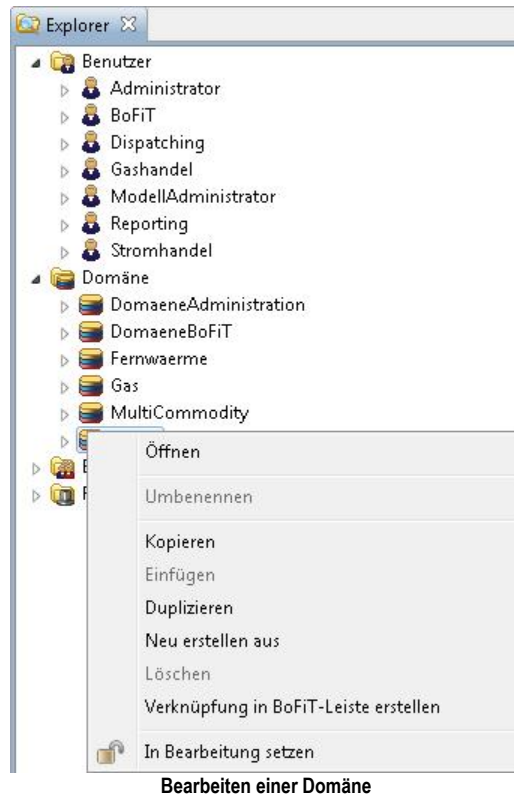 Explorer
Benutzer
Administrator
BoFiT
Dispatching
Gashandel
ModellAdministrator
Reporting
Stromhandel
Domäne
DomaeneAdministration
DomaeneBoFiT
Fernwaerme
Gas
MultiCommodity
Öffnen
Umbenennen
Kopieren
Einfügen
Duplizieren
Neu erstellen aus
Löschen
Verknüpfung in BoFiT-Leiste erstellen
In Bearbeitung setzen
Bearbeiten einer Domäne